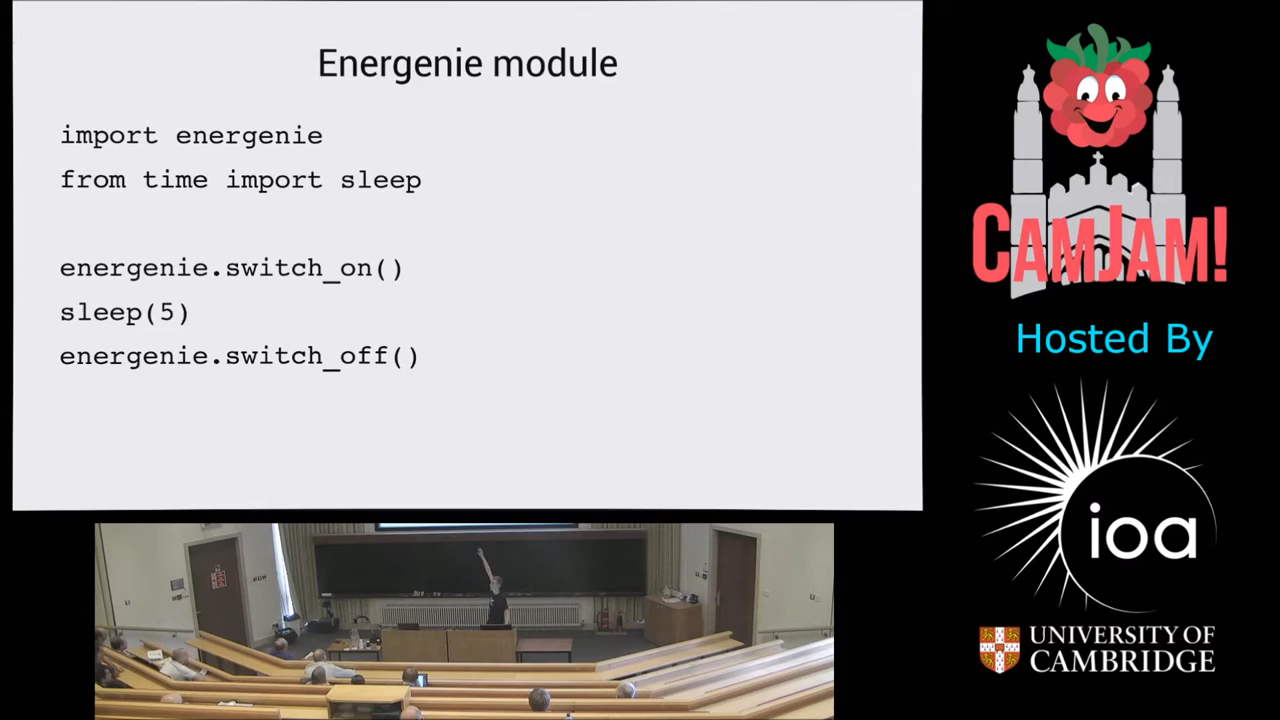 Energenie module
import energenie
from time import sleep
energenie.switch_on()
sleep(5)
energenie.switch_off()
CAMJAM!
Hosted By
ioa
UNIVERSITY OF
CAMBRIDGE